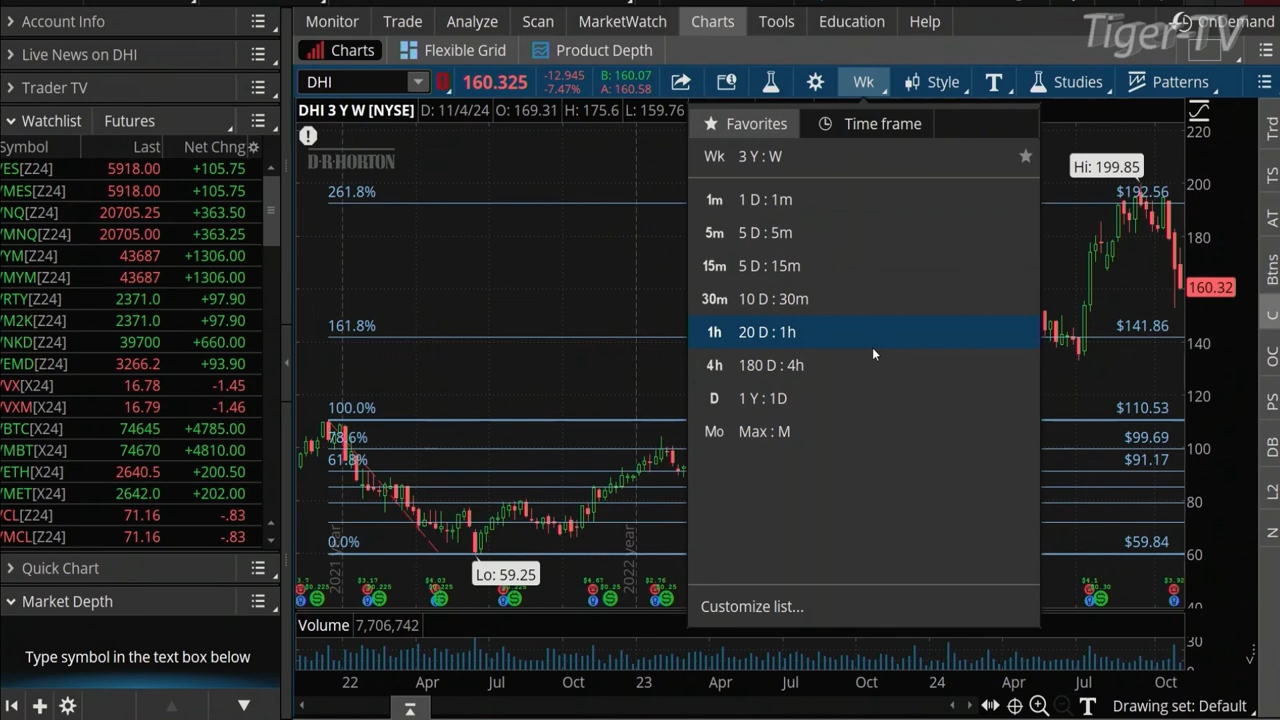 Account Info
Live News on DHI
Trader TV
Watchlist Futures
Symbol Last Net Chng
/ES[Z24] 5918.00 +105.75
/MES[Z24] 5918.00 +105.75
/NQ[Z24] 20705.25 +363.50
/MNQ[Z24] 20705.00 +363.25
/YM[Z24] 43687 +1306.00
/MYM[Z24] 43687 +1306.00
/RTY[Z24] 2371.0 +97.90
/M2K[Z24] 2371.0 +97.90
/NKD[Z24] 39700 +660.00
/EMD[Z24] 3266.2 +93.90
/VX[X24] 16.78 -1.45
/VXM[X24] 16.79 -1.46
/BTC[X24] 74645 +4785.00
/MBT[X24] 74670 +4810.00
/ETH[X24] 2640.5 +200.50
/MET[X24] 2642.0 +202.00
/CL[Z24] 71.16 -.83
/MCL[Z24] 71.16 -.83
Quick Chart
Market Depth
Type symbol in the text box below
Monitor Trade Analyze Scan MarketWatch Charts Tools Education Help
Tiger-TV
OnDemand
Charts Flexible Grid Product Depth
DHI 160.325 -12.945 -7.47% B: 160.07 A: 160.58 Wk Style T Studies Patterns
DHI 3 Y W [NYSE] D: 11/4/24 O: 169.31 H: 175.6 L: 159.76
D·R·HORTON
Favorites Time frame
Wk 3 Y : W
1m 1 D : 1m
5m 5 D : 5m
15m 5 D : 15m
30m 10 D : 30m
1h 20 D : 1h
4h 180 D : 4h
D 1 Y : 1D
Mo Max : M
Customize list...
Hi: 199.85
261.8% $192.56
161.8% $141.86
100.0% $110.53
78.6% $99.69
61.8% $91.17
0.0% $59.84
Lo: 59.25
2021 year
2022 year
220
200
180
160.32
140
120
100
80
60
40
Volume 7,706,742
30
0
22 Apr Jul Oct 23 Apr Jul Oct 24 Apr Jul Oct
T Drawing set: Default
Trd
TS
AT
Btns
C
OC
PS
DB
L2
N